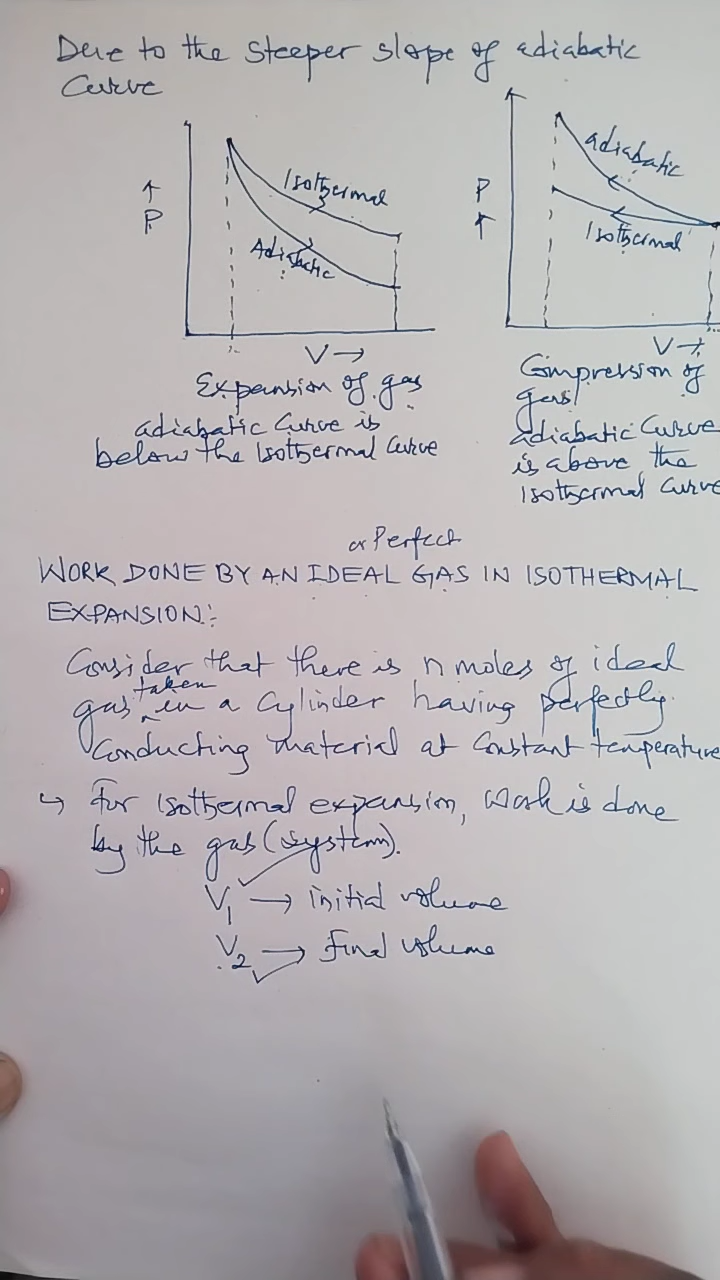 Due to the steeper slope of adiabatic
Curve
Isothermal
Adiabatic
↑
P
V →
Expansion of gas
adiabatic Curve is
below the Isothermal Curve
adiabatic
Isothermal
P
↑
V →
Compression of
gas
adiabatic Curve
is above the
Isothermal Curve
or Perfect
WORK DONE BY AN IDEAL GAS IN ISOTHERMAL
EXPANSION:
Consider that there is n moles of ideal
gas taken in a Cylinder having perfectly
Conducting material at Constant temperature
↪ For Isothermal expansion, Work is done
by the gas (system).
V1 → initial volume
V2 → final volume